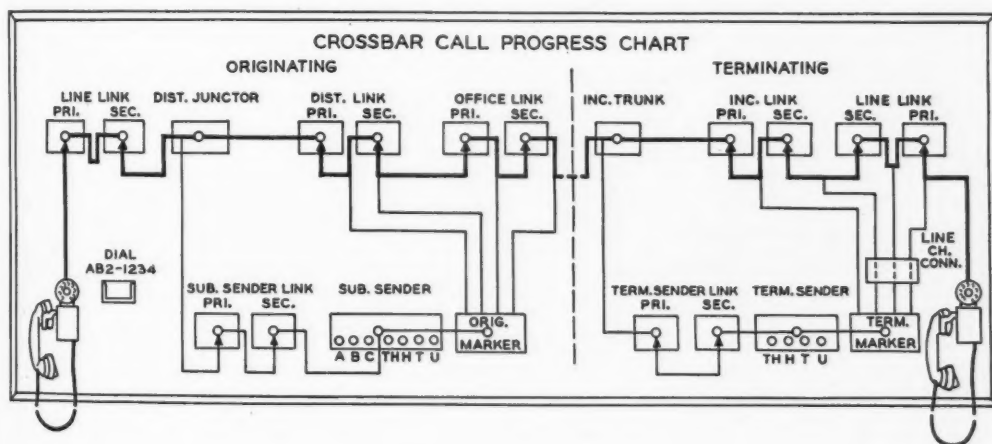 CROSSBAR CALL PROGRESS CHART
ORIGINATING
TERMINATING
LINE LINK
PRI. SEC.
DIST. JUNCTOR
DIST. LINK
PRI. SEC.
OFFICE LINK
PRI. SEC.
INC. TRUNK
INC. LINK
PRI. SEC.
LINE LINK
SEC. PRI.
DIAL
AB2-1234
LINE
CH.
CONN.
SUB. SENDER LINK
PRI. SEC.
SUB. SENDER
A B C TH H T U
ORIG.
MARKER
TERM. SENDER LINK
PRI. SEC.
TERM. SENDER
TH H T U
TERM.
MARKER